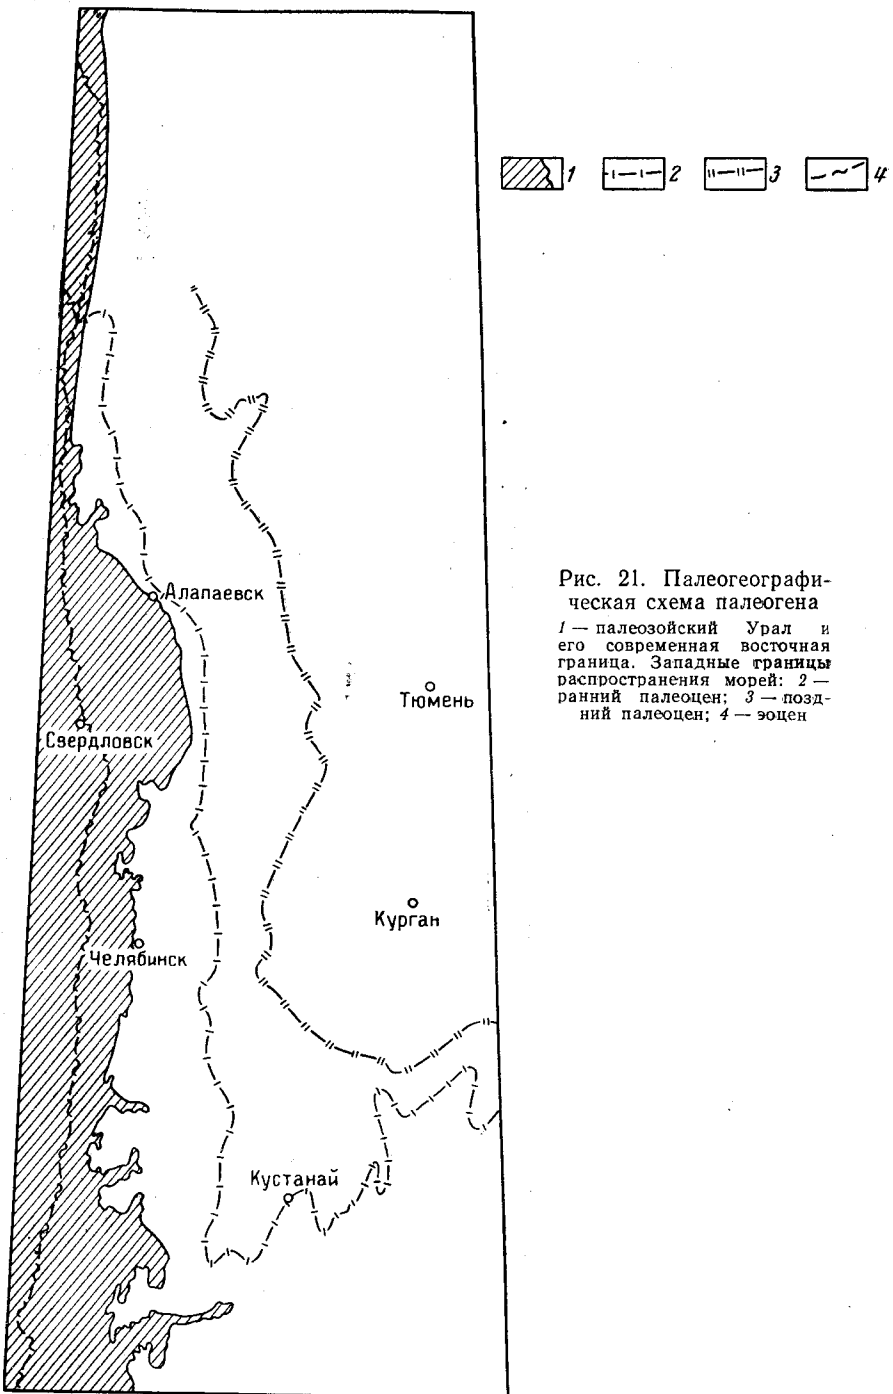 1 2 3 4
Алапаевск
Тюмень
Свердловск
Курган
Челябинск
Кустанай
Рис. 21. Палеогеографи-
ческая схема палеогена
1 — палеозойский Урал и
его современная восточная
граница. Западные границы
распространения морей: 2 —
ранний палеоцен; 3 — позд-
ний палеоцен; 4 — эоцен